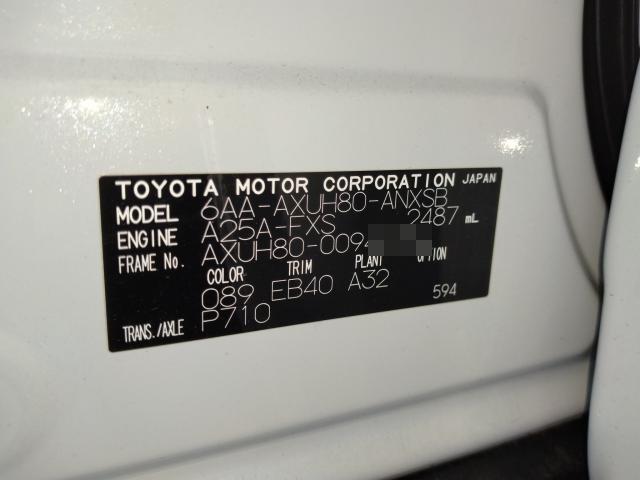 TOYOTA MOTOR CORPORATION JAPAN
MODEL 6AA-AXUH80-ANXSB
ENGINE A25A-FXS 2487 mL
FRAME No. AXUH80-0094
COLOR TRIM PLANT OPTION
089 EB40 A32
TRANS./AXLE P710 594